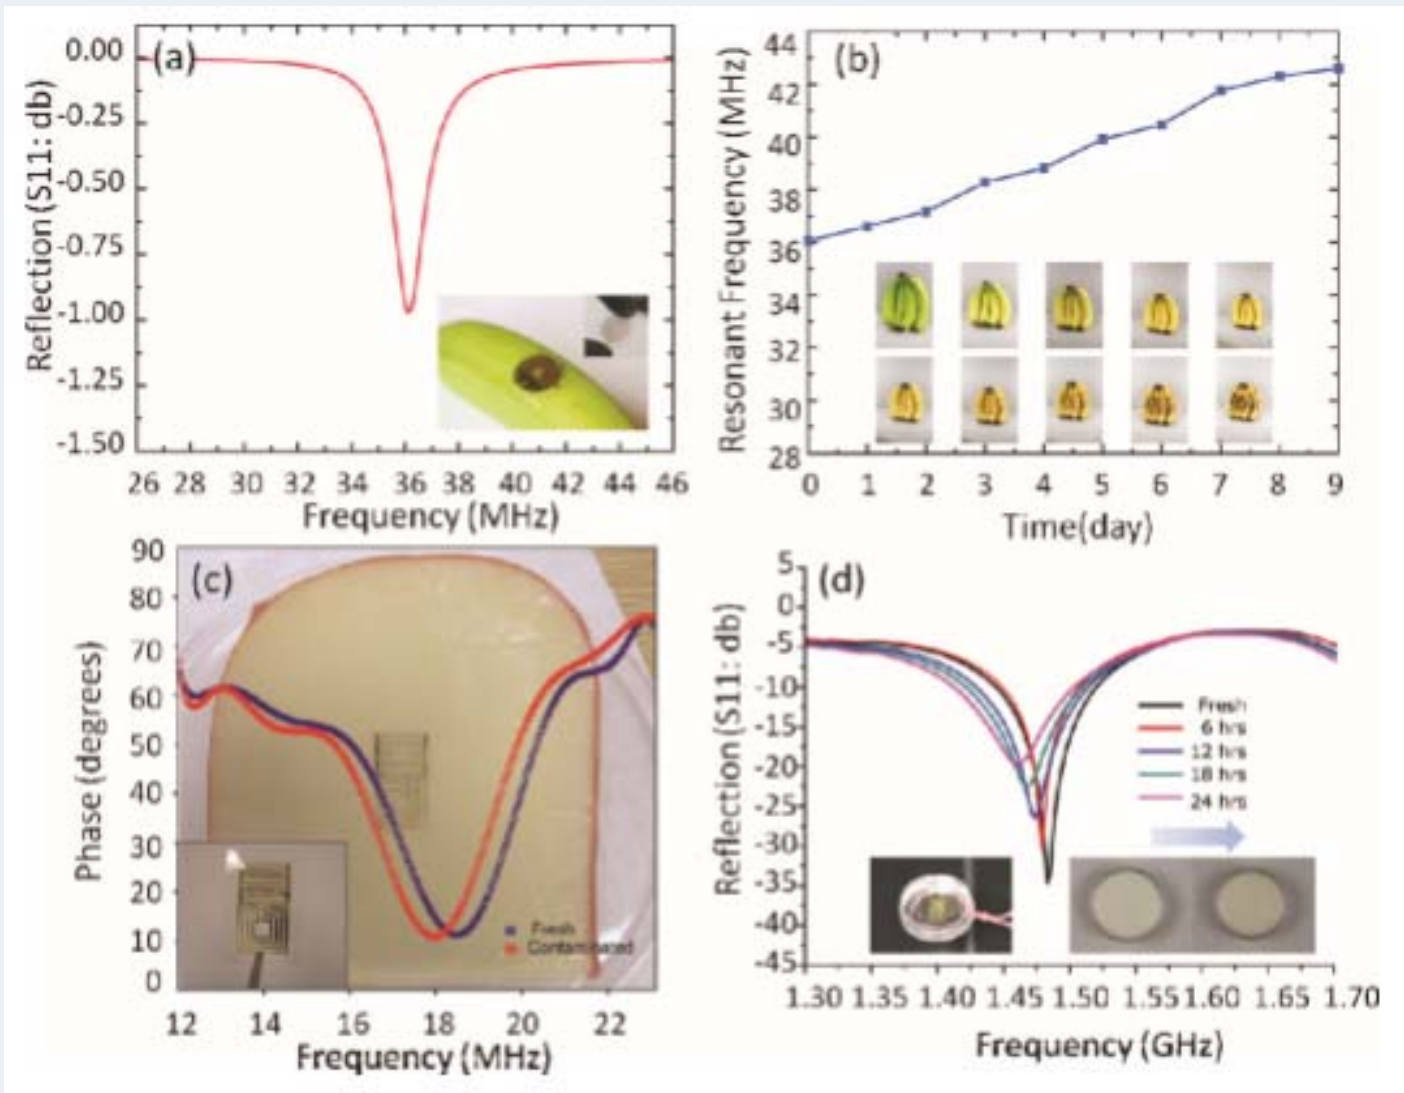 (a)
Reflection (S11: db)
0.00
-0.25
-0.50
-0.75
-1.00
-1.25
-1.50
26 28 30 32 34 36 38 40 42 44 46
Frequency (MHz)
(b)
Resonant Frequency (MHz)
44
42
40
38
36
34
32
30
28
0 1 2 3 4 5 6 7 8 9
Time(day)
(c)
Phase (degrees)
90
80
70
60
50
40
30
20
10
0
Fresh
Contaminated
12 14 16 18 20 22
Frequency (MHz)
(d)
Reflection (S11: db)
5
0
-5
-10
-15
-20
-25
-30
-35
-40
-45
Fresh
6 hrs
12 hrs
18 hrs
24 hrs
1.30 1.35 1.40 1.45 1.50 1.55 1.60 1.65 1.70
Frequency (GHz)